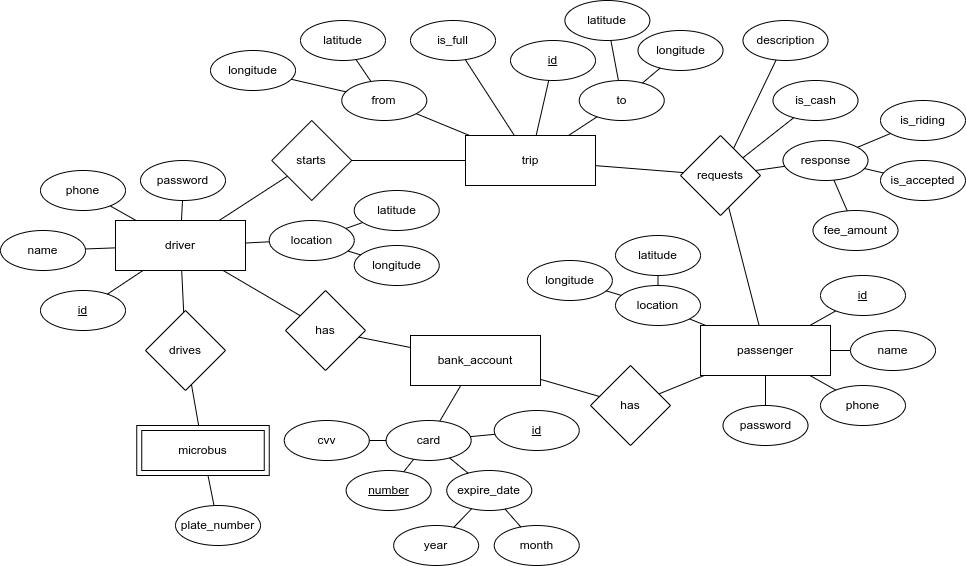 latitude
latitude
is_full
description
longitude
longitude
id
from
to
is_cash
is_riding
starts
trip
requests
response
is_accepted
phone
password
latitude
fee_amount
name
driver
location
longitude
latitude
id
longitude
location
id
drives
has
bank_account
passenger
name
has
phone
password
microbus
cvv
card
id
number
expire_date
plate_number
year
month